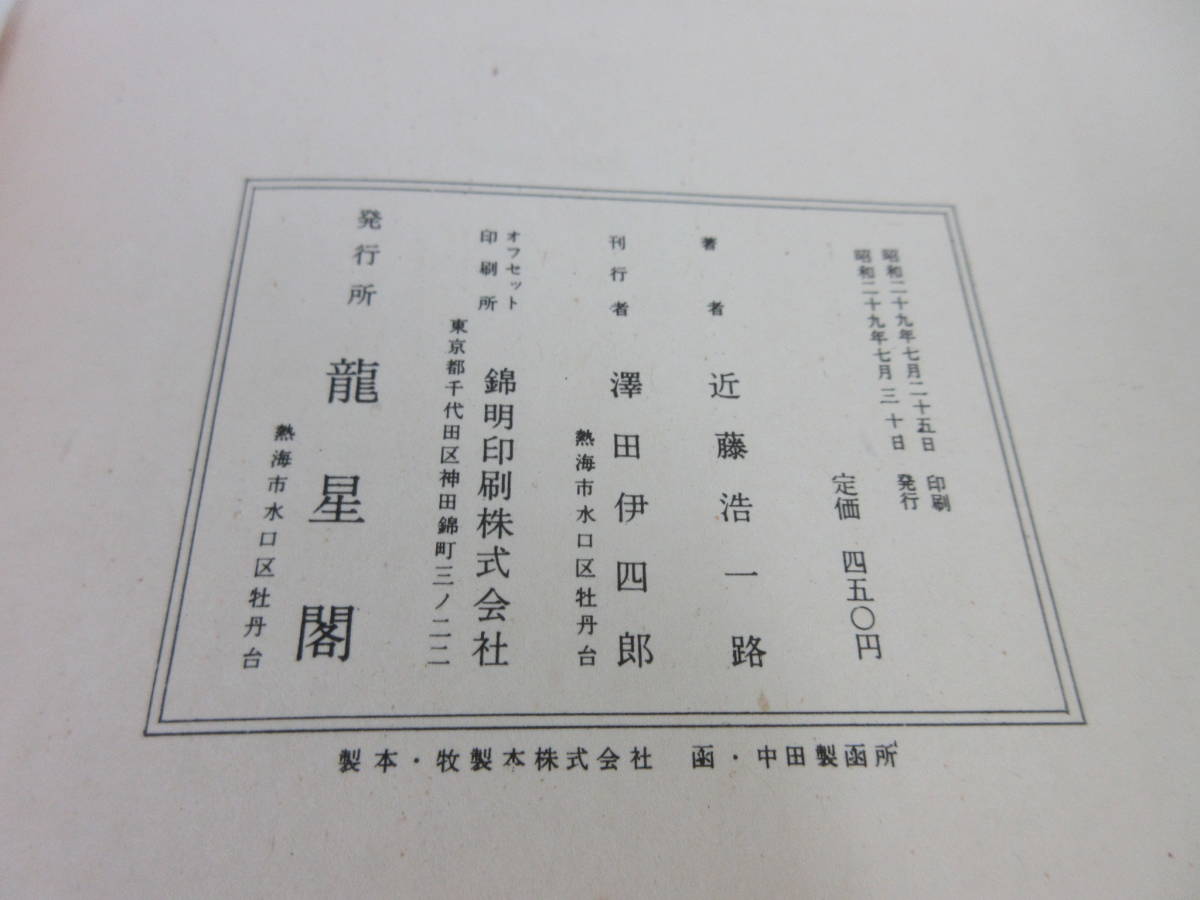 昭和二十九年七月二十五日 印刷
昭和二十九年七月三十日 発行
定価 四五〇円
著者 近藤浩一路
刊行者 澤田伊四郎
熱海市水口区牡丹台
オフセット
印刷所 錦明印刷株式会社
東京都千代田区神田錦町三ノ二二
発行所 龍星閣
熱海市水口区牡丹台
製本・牧製本株式会社 函・中田製函所